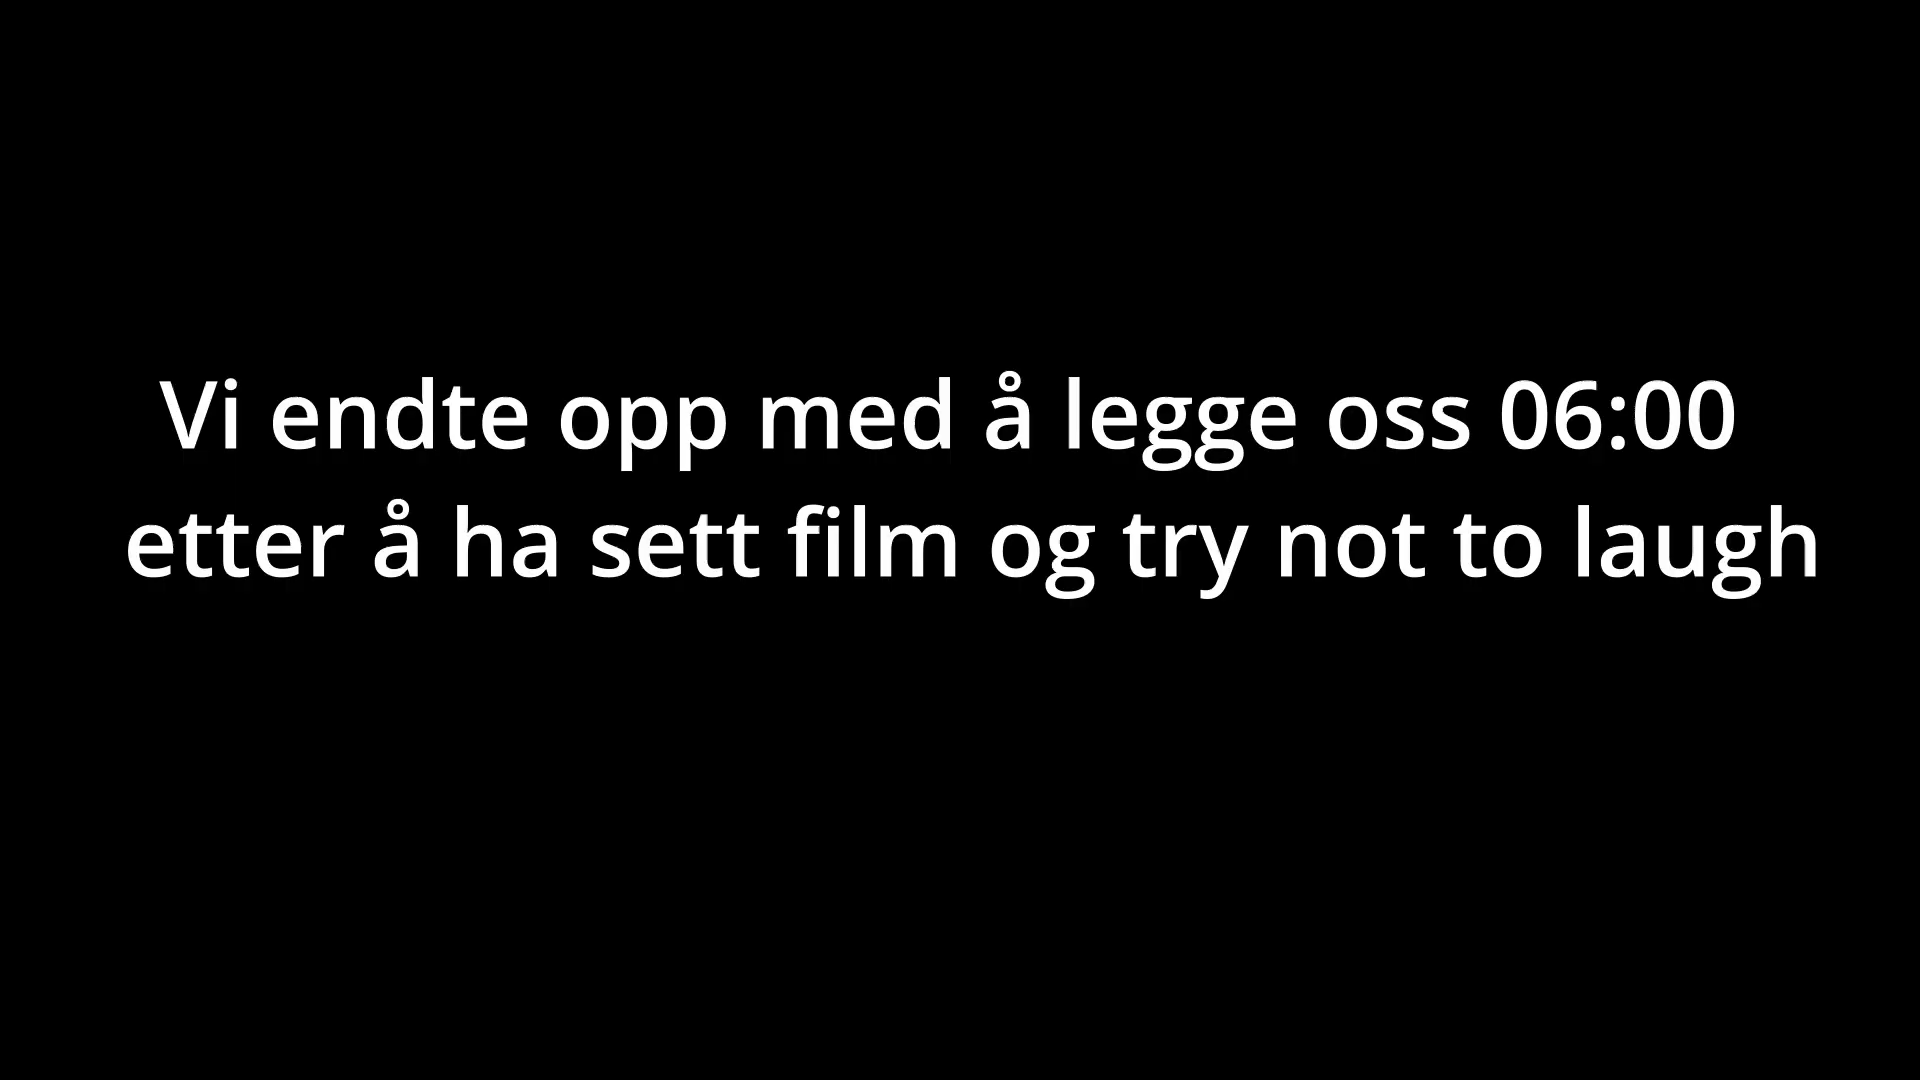 Vi endte opp med å legge oss 06:00
etter å ha sett film og try not to laugh